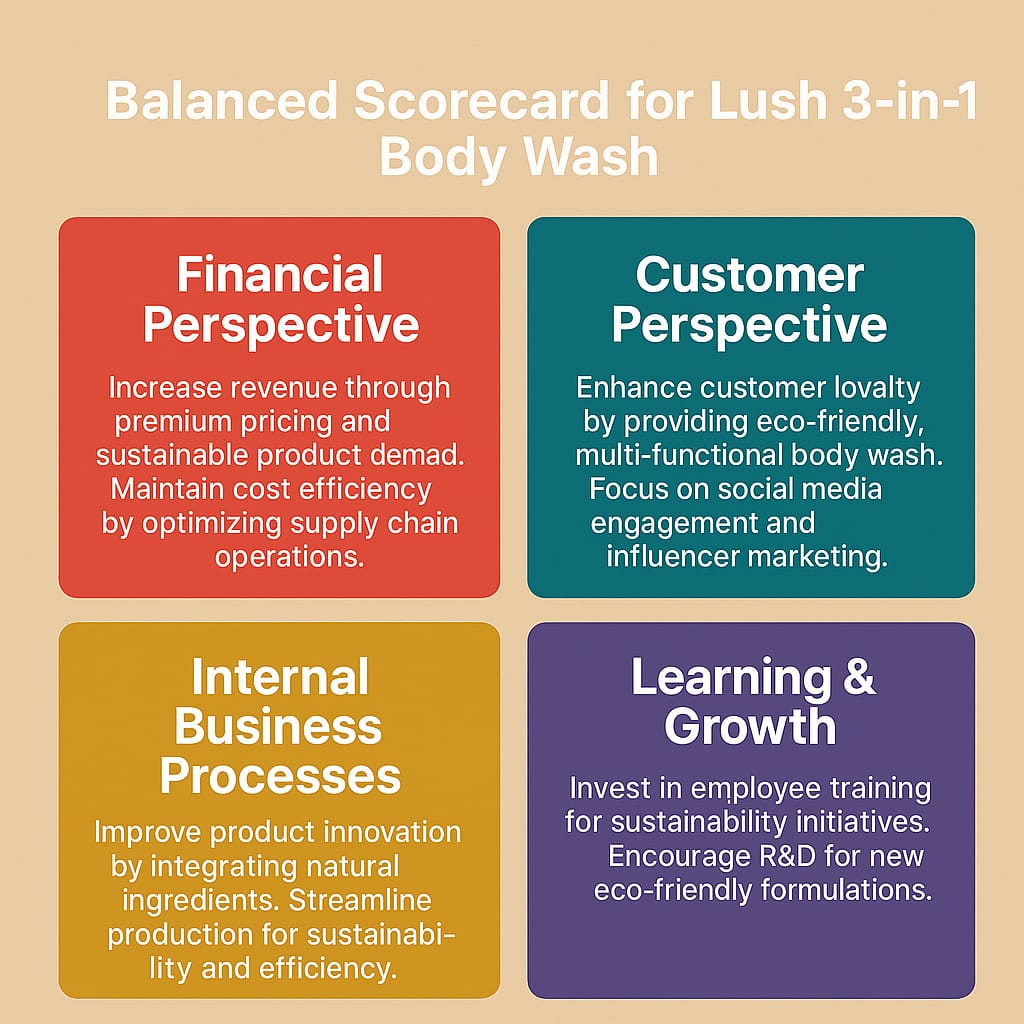 Balanced Scorecard for Lush 3-in-1
Body Wash
Financial
Perspective
Increase revenue through
premium pricing and
sustainable product demad.
Maintain cost efficiency
by optimizing supply chain
operations.
Customer
Perspective
Enhance customer lovalty
by providing eco-friendly,
multi-functional body wash.
Focus on social media
engagement and
influencer marketing.
Internal
Business
Processes
Improve product innovation
by integrating natural
ingredients. Streamline
production for sustainabi-
lity and efficiency.
Learning &
Growth
Invest in employee training
for sustainability initiatives.
Encourage R&D for new
eco-friendly formulations.